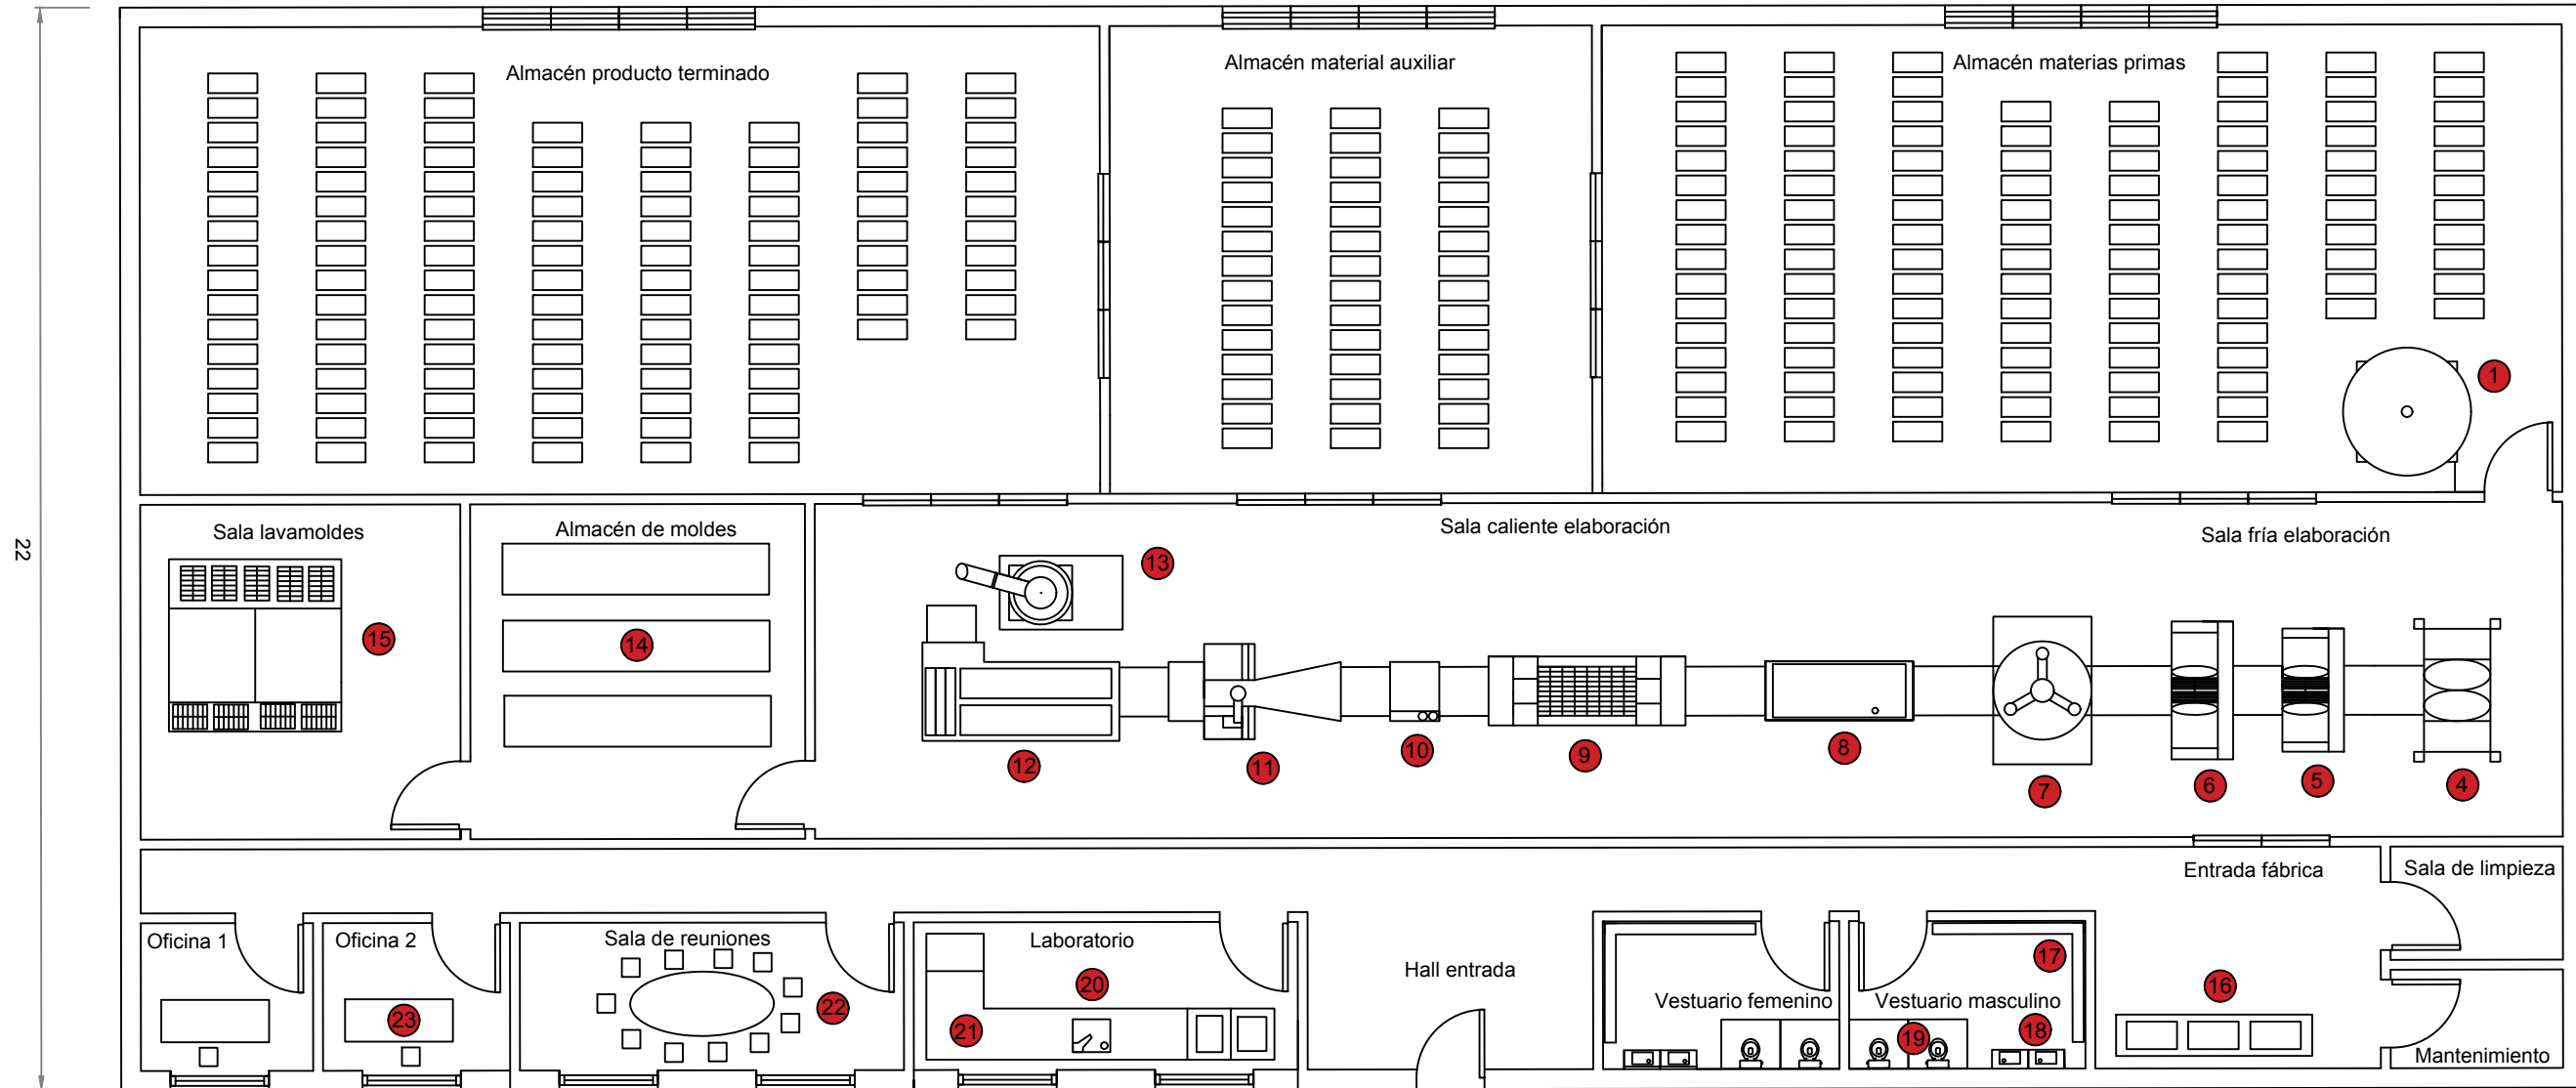 Almacén producto terminado
Almacén material auxiliar
Almacén materias primas
1
22
Sala lavamoldes
Almacén de moldes
Sala caliente elaboración
Sala fría elaboración
13
15
14
12
11
10
9
8
7
6
5
4
Entrada fábrica
Sala de limpieza
Oficina 1
Oficina 2
Sala de reuniones
Laboratorio
Hall entrada
17
20
16
Vestuario femenino
Vestuario masculino
22
23
21
19
18
Mantenimiento